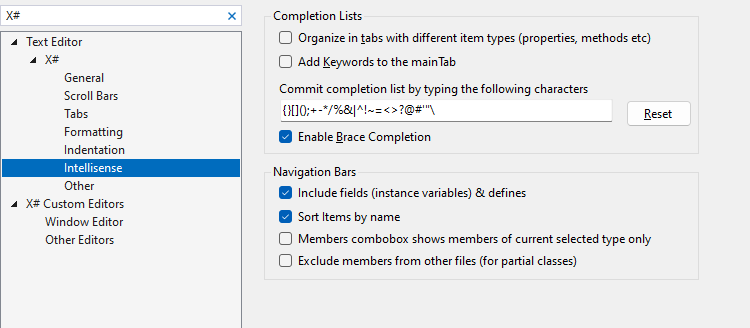 X#
Text Editor
X#
General
Scroll Bars
Tabs
Formatting
Indentation
Intellisense
Other
X# Custom Editors
Window Editor
Other Editors
Completion Lists
Organize in tabs with different item types (properties, methods etc)
Add Keywords to the mainTab
Commit completion list by typing the following characters
{}[]();+-*/%&|^!~=<>?@#'"\
Reset
Enable Brace Completion
Navigation Bars
Include fields (instance variables) & defines
Sort Items by name
Members combobox shows members of current selected type only
Exclude members from other files (for partial classes)